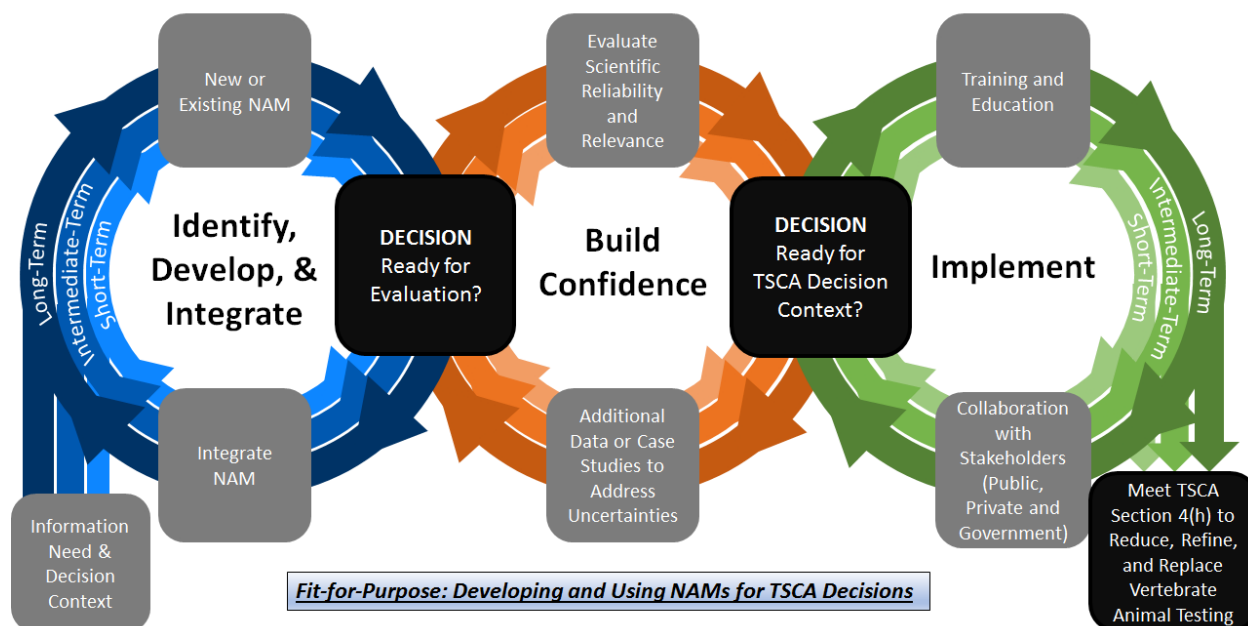 New or
Existing NAM
Long-Term
Intermediate-Term
Short-Term
Identify,
Develop, &
Integrate
Integrate
NAM
Information
Need &
Decision
Context
DECISION
Ready for
Evaluation?
Evaluate
Scientific
Reliability
and
Relevance
Build
Confidence
Additional
Data or Case
Studies to
Address
Uncertainties
DECISION
Ready for
TSCA Decision
Context?
Training and
Education
Implement
Short-Term
Intermediate-Term
Long-Term
Collaboration
with
Stakeholders
(Public,
Private and
Government)
Meet TSCA
Section 4(h) to
Reduce, Refine,
and Replace
Vertebrate
Animal Testing
Fit-for-Purpose: Developing and Using NAMs for TSCA Decisions